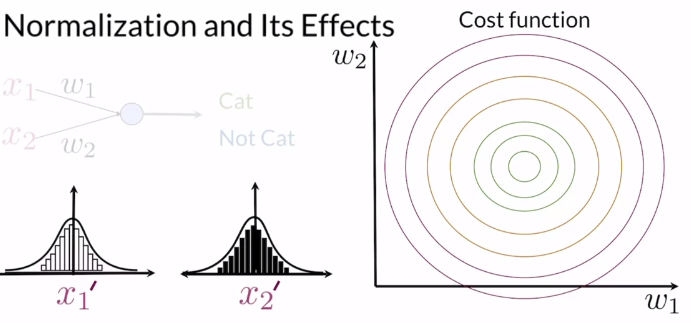 Normalization and Its Effects
Cost function
x₁ w₁
x₂ w₂
Cat
Not Cat
x₁′
x₂′
w₂
w₁